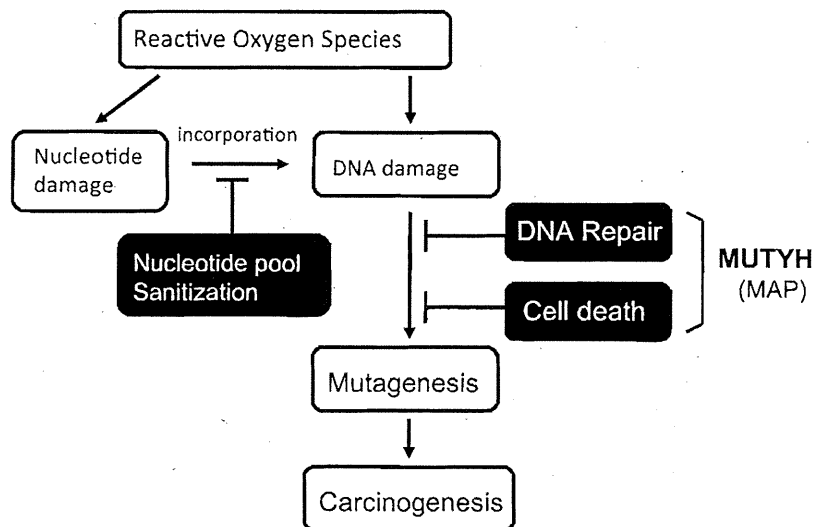 Reactive Oxygen Species
incorporation
Nucleotide
damage
DNA damage
DNA Repair
Nucleotide pool
Sanitization
MUTYH
(MAP)
Cell death
Mutagenesis
Carcinogenesis